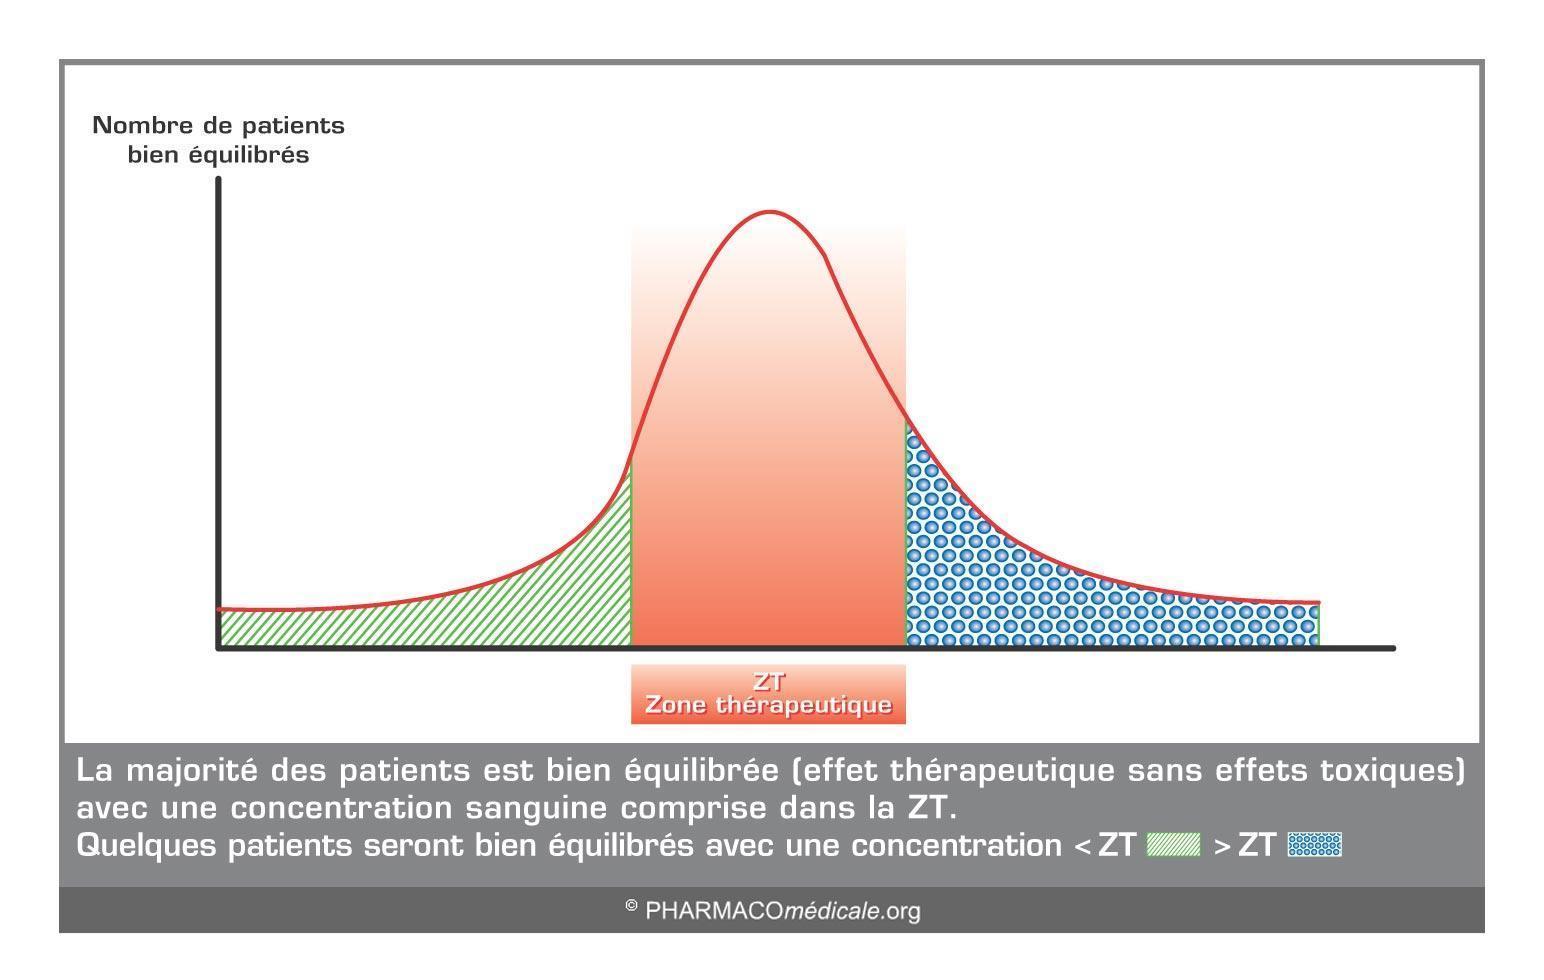 Nombre de patients
bien équilibrés
ZT
Zone thérapeutique
La majorité des patients est bien équilibrée (effet thérapeutique sans effets toxiques)
avec une concentration sanguine comprise dans la ZT.
Quelques patients seront bien équilibrés avec une concentration < ZT > ZT
© PHARMACOmédicale.org